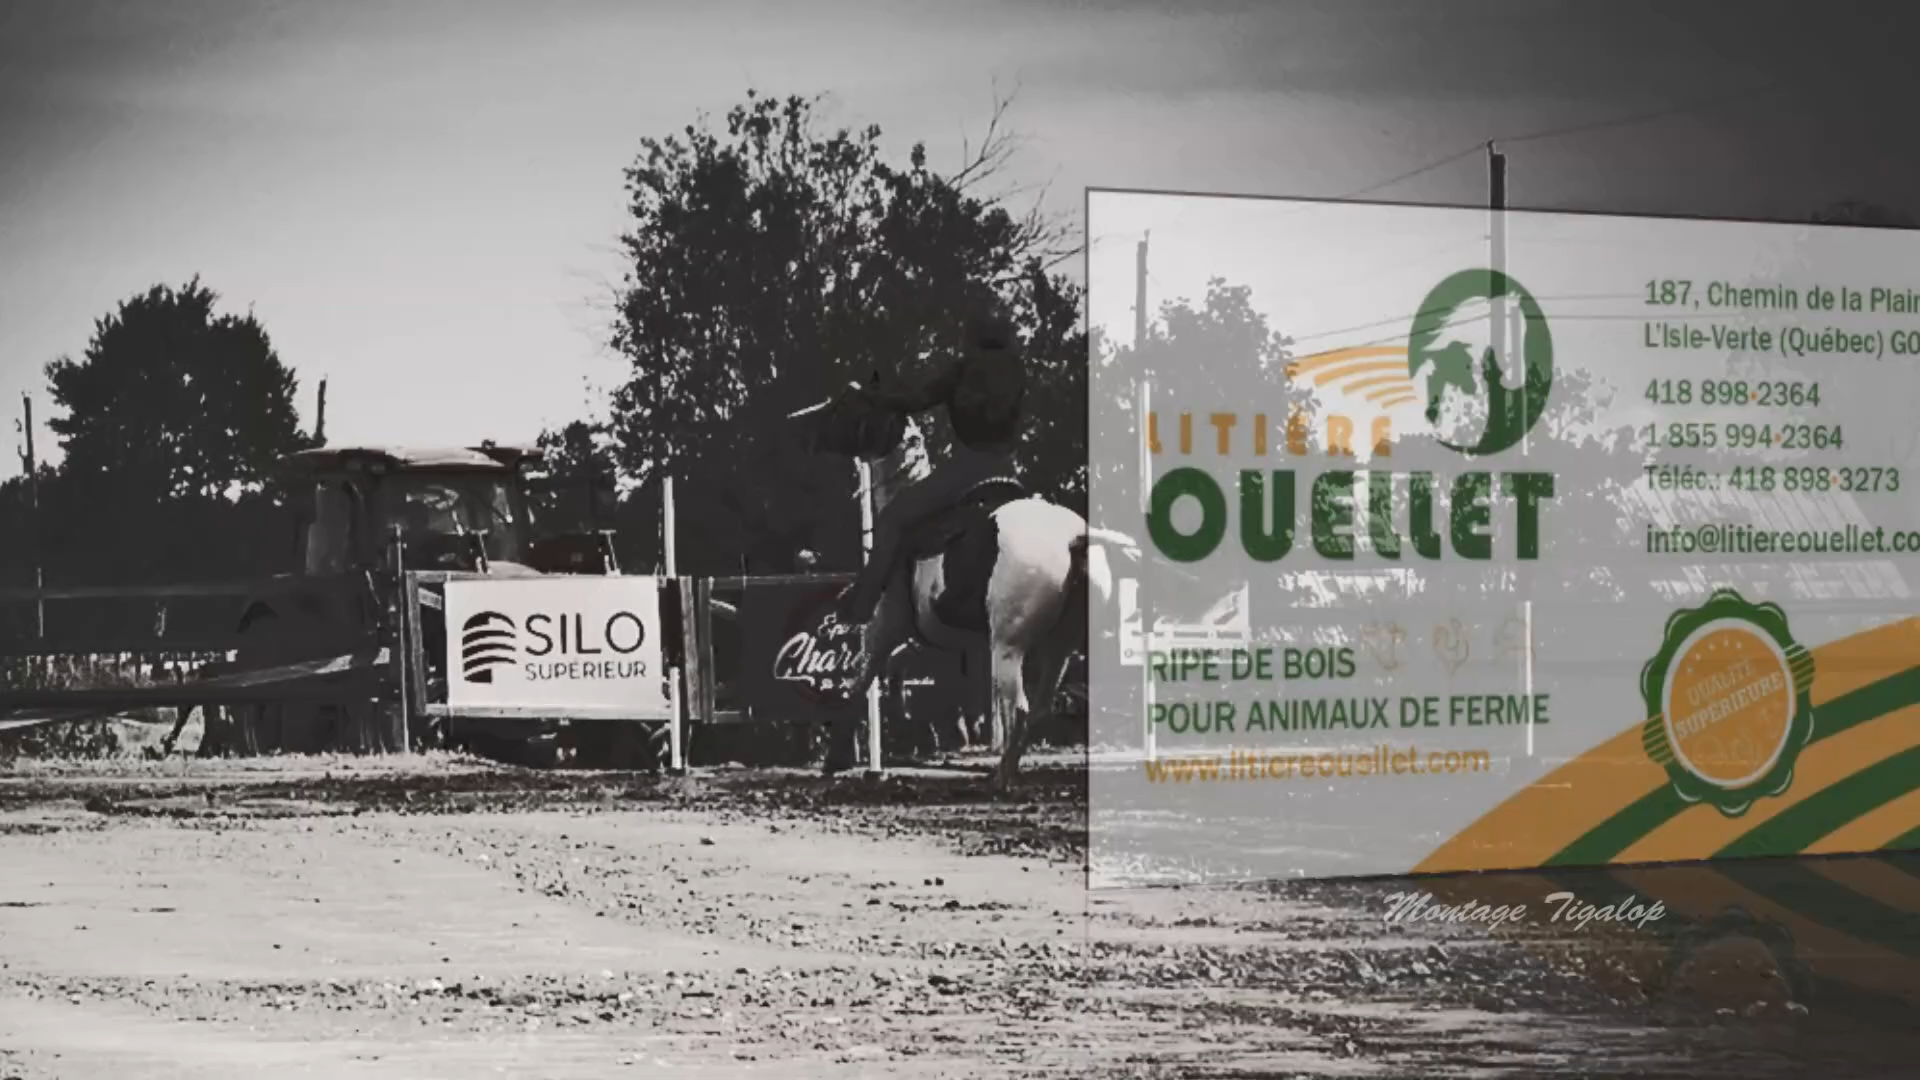 SILO
SUPÉRIEUR
LITIÈRE
OUELLET
RIPE DE BOIS
POUR ANIMAUX DE FERME
www.litiereouellet.com
187, Chemin de la Plain
L'Isle-Verte (Québec) G0
418 898•2364
1 855 994•2364
Téléc.: 418 898•3273
info@litiereouellet.co
QUALITÉ
SUPÉRIEURE
Montage Tigalop